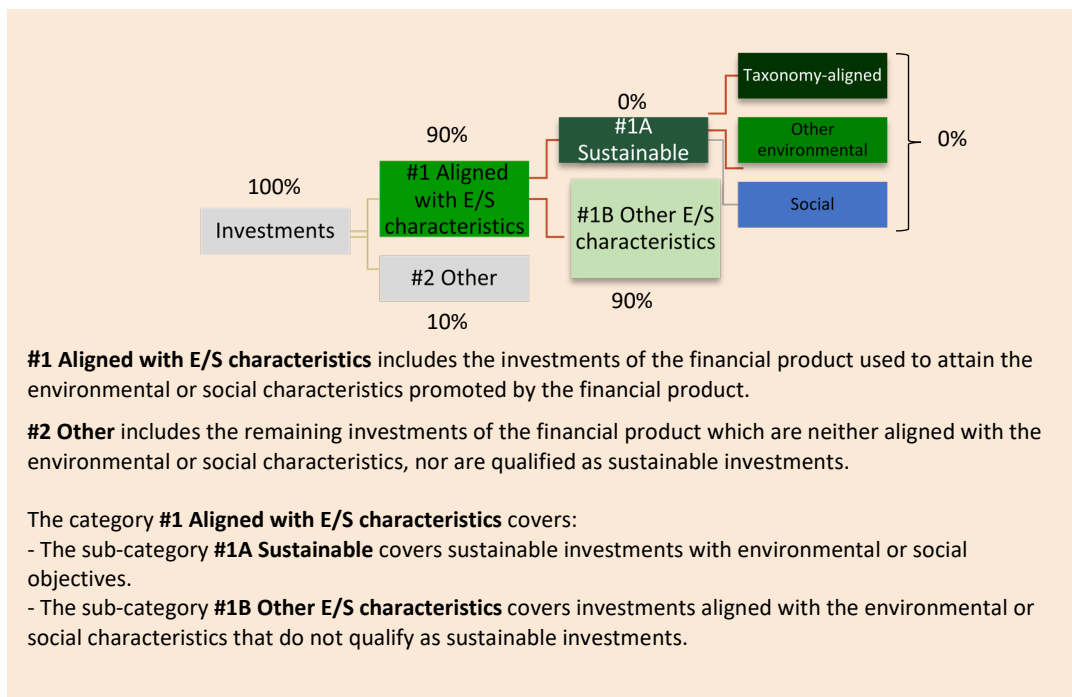 Taxonomy-aligned
0%
#1A
Sustainable
Other
environmental
0%
90%
#1 Aligned
with E/S
characteristics
100%
Investments
#1B Other E/S
characteristics
Social
#2 Other
90%
10%
#1 Aligned with E/S characteristics includes the investments of the financial product used to attain the
environmental or social characteristics promoted by the financial product.
#2 Other includes the remaining investments of the financial product which are neither aligned with the
environmental or social characteristics, nor are qualified as sustainable investments.
The category #1 Aligned with E/S characteristics covers:
- The sub-category #1A Sustainable covers sustainable investments with environmental or social
objectives.
- The sub-category #1B Other E/S characteristics covers investments aligned with the environmental or
social characteristics that do not qualify as sustainable investments.